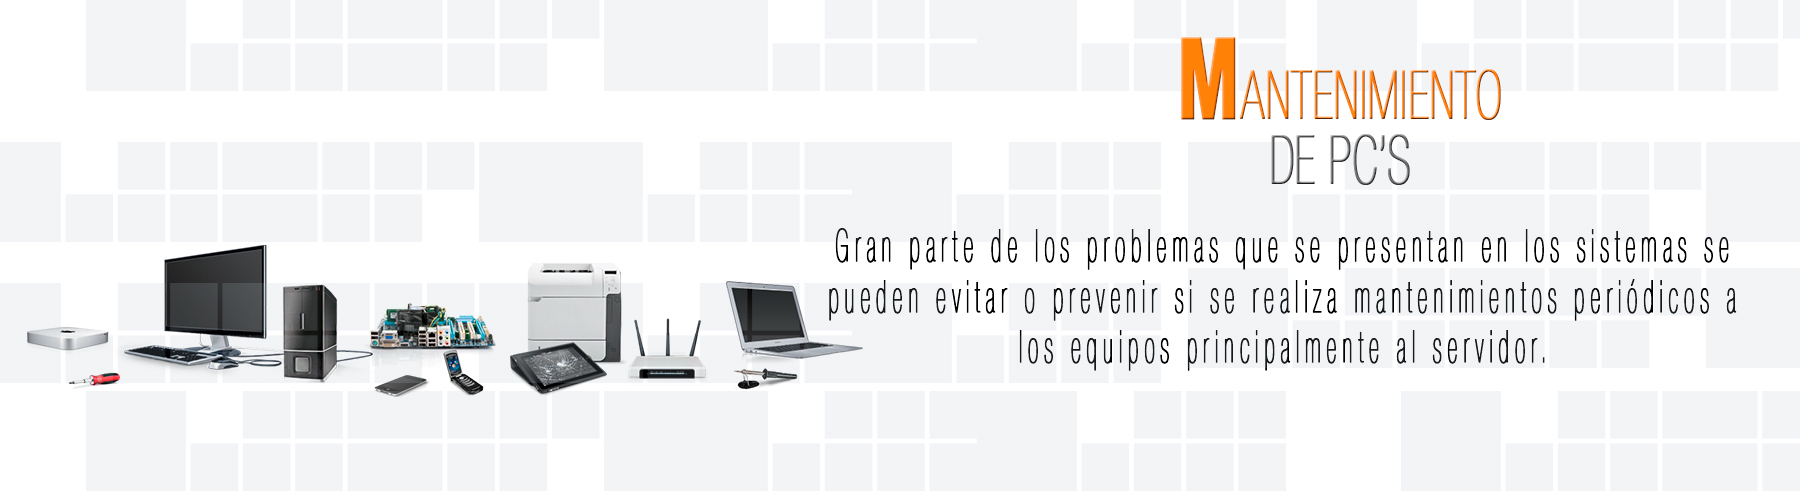 MANTENIMIENTO
DE PC'S
Gran parte de los problemas que se presentan en los sistemas se
pueden evitar o prevenir si se realiza mantenimientos periódicos a
los equipos principalmente al servidor.